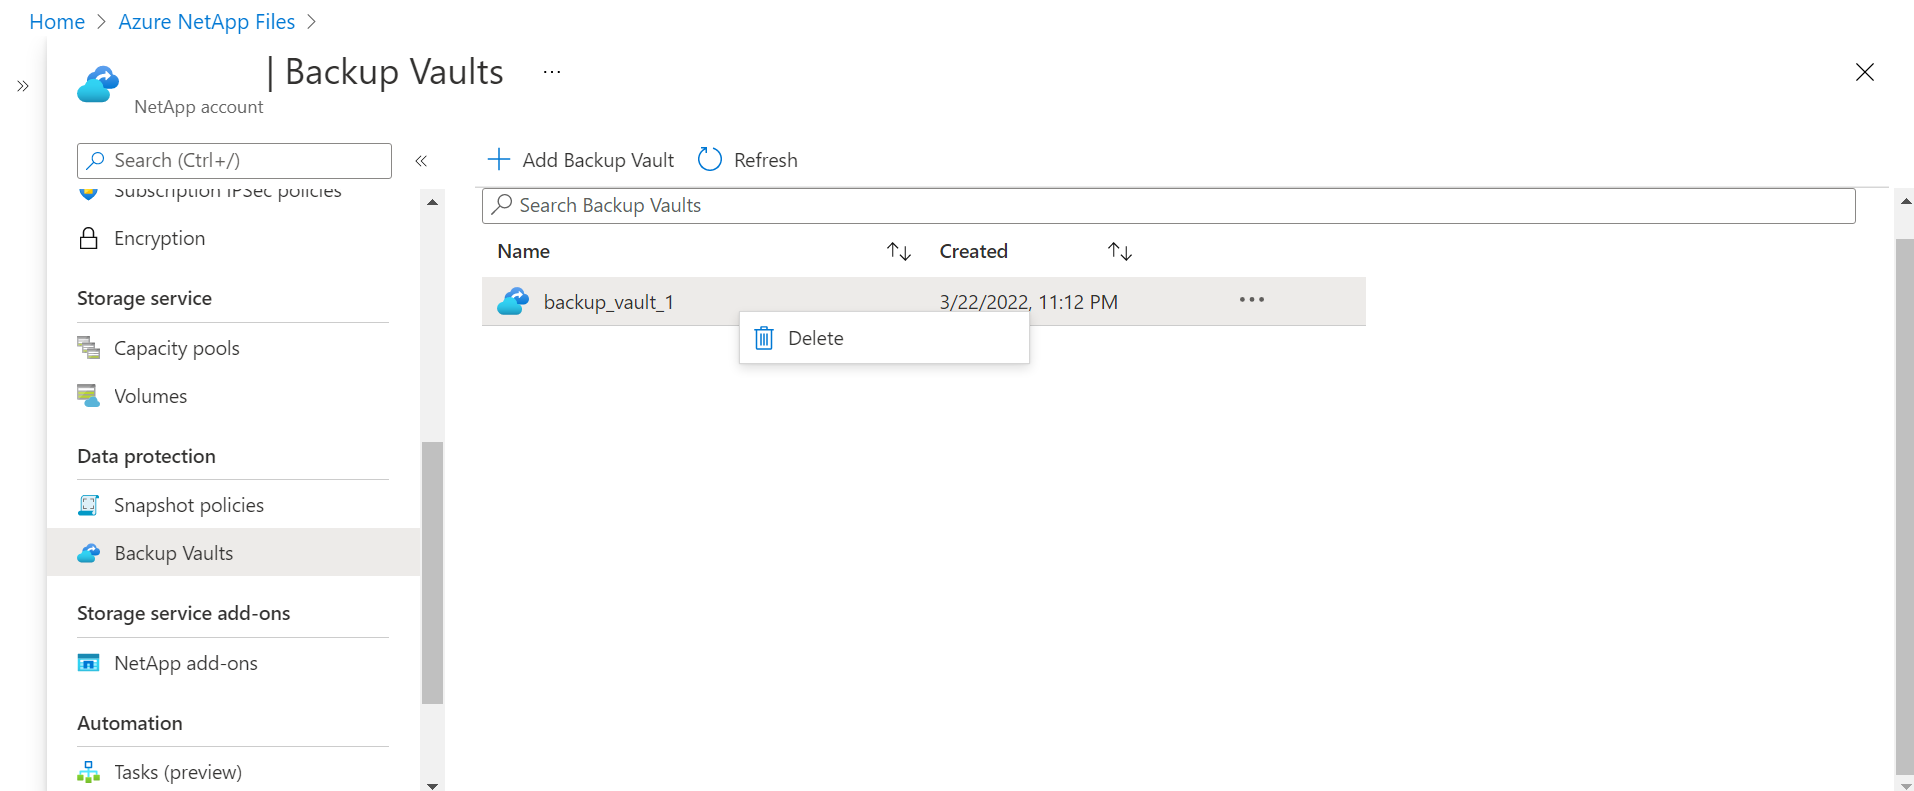 Home > Azure NetApp Files >
| Backup Vaults ...
NetApp account
Search (Ctrl+/)
Subscription IPSec policies
Encryption
Storage service
Capacity pools
Volumes
Data protection
Snapshot policies
Backup Vaults
Storage service add-ons
NetApp add-ons
Automation
Tasks (preview)
Add Backup Vault Refresh
Search Backup Vaults
Name Created
backup_vault_1 3/22/2022, 11:12 PM
Delete